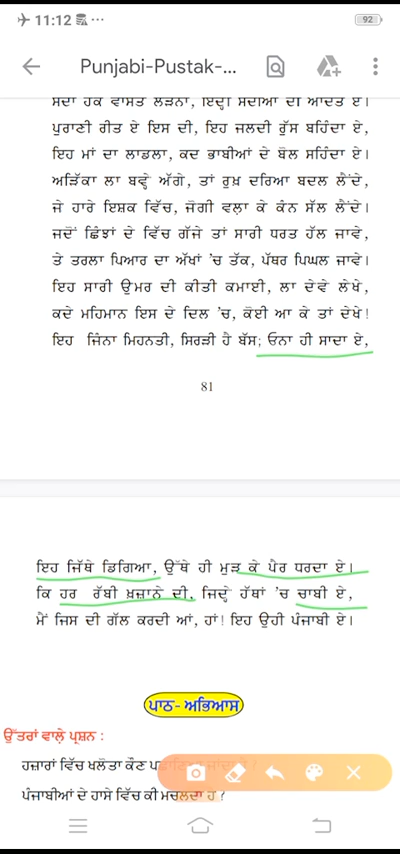 11:12
92
Punjabi-Pustak-...
ਸਦਾ ਹੱਕ ਵਾਸਤੇ ਲੜਨਾ, ਇਦ੍ਹੀ ਸਦੀਆਂ ਦੀ ਆਦਤ ਏ।
ਪੁਰਾਣੀ ਰੀਤ ਏ ਇਸ ਦੀ, ਇਹ ਜਲਦੀ ਰੁੱਸ ਬਹਿੰਦਾ ਏ,
ਇਹ ਮਾਂ ਦਾ ਲਾਡਲਾ, ਕਦ ਭਾਬੀਆਂ ਦੇ ਬੋਲ ਸਹਿੰਦਾ ਏ।
ਅੜਿੱਕਾ ਲਾ ਬਵ੍ਹੇ ਅੱਗੇ, ਤਾਂ ਰੁਖ਼ ਦਰਿਆ ਬਦਲ ਲੈਂਦੇ,
ਜੇ ਹਾਰੇ ਇਸ਼ਕ ਵਿੱਚ, ਜੋਗੀ ਵਲਾ ਕੇ ਕੰਨ ਸੱਲ ਲੈਂਦੇ।
ਜਦੋਂ ਛਿੰਝਾਂ ਦੇ ਵਿੱਚ ਗੱਜੇ ਤਾਂ ਸਾਰੀ ਧਰਤ ਹੱਲ ਜਾਵੇ,
ਤੇ ਤਰਲਾ ਪਿਆਰ ਦਾ ਅੱਖਾਂ 'ਚ ਤੱਕ, ਪੱਥਰ ਪਿਘਲ ਜਾਵੇ।
ਇਹ ਸਾਰੀ ਉਮਰ ਦੀ ਕੀਤੀ ਕਮਾਈ, ਲਾ ਦੇਵੇ ਲੇਖੇ,
ਕਦੇ ਮਹਿਮਾਨ ਇਸ ਦੇ ਦਿਲ 'ਚ, ਕੋਈ ਆ ਕੇ ਤਾਂ ਦੇਖੇ!
ਇਹ ਜਿੰਨਾ ਮਿਹਨਤੀ, ਸਿਰੜੀ ਹੈ ਬੱਸ; ਓਨਾ ਹੀ ਸਾਦਾ ਏ,
81
ਇਹ ਜਿੱਥੇ ਡਿਗਿਆ, ਉੱਥੇ ਹੀ ਮੁੜ ਕੇ ਪੈਰ ਧਰਦਾ ਏ।
ਕਿ ਹਰ ਰੱਬੀ ਖ਼ਜ਼ਾਨੇ ਦੀ, ਜਿਦ੍ਹੇ ਹੱਥਾਂ 'ਚ ਚਾਬੀ ਏ,
ਮੈਂ ਜਿਸ ਦੀ ਗੱਲ ਕਰਦੀ ਆਂ, ਹਾਂ! ਇਹ ਉਹੀ ਪੰਜਾਬੀ ਏ।
ਪਾਠ- ਅਭਿਆਸ
ਉੱਤਰਾਂ ਵਾਲੇ ਪ੍ਰਸ਼ਨ :
ਹਜ਼ਾਰਾਂ ਵਿੱਚ ਖਲੋਤਾ ਕੌਣ
ਪੰਜਾਬੀਆਂ ਦੇ ਹਾਸੇ ਵਿੱਚ ਕੀ ਮਚਲਦਾ ਹੈ ?